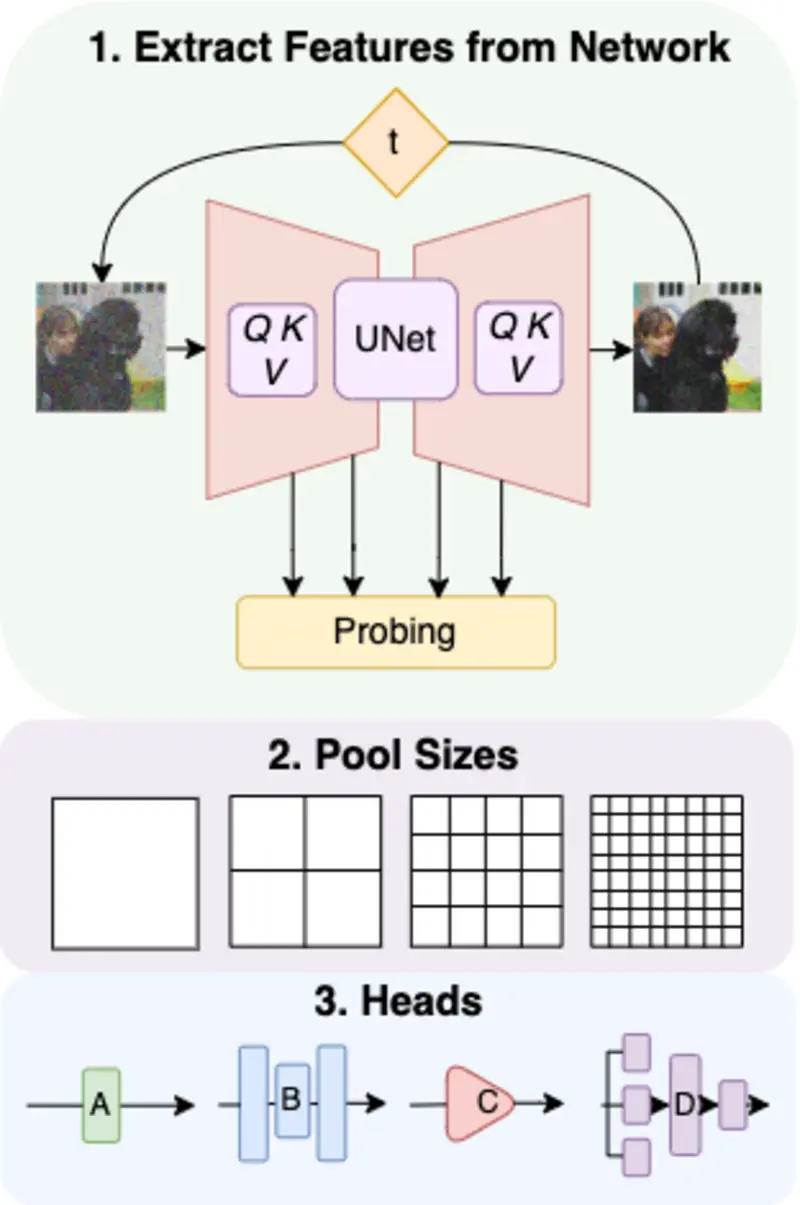 1. Extract Features from Network
t
Q K
V
UNet
Q K
V
Probing
2. Pool Sizes
3. Heads
A
B
C
D